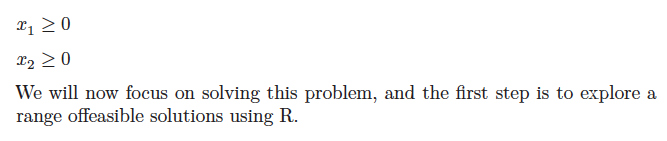 x₁ ≥ 0
x₂ ≥ 0
We will now focus on solving this problem, and the first step is to explore a
range offeasible solutions using R.